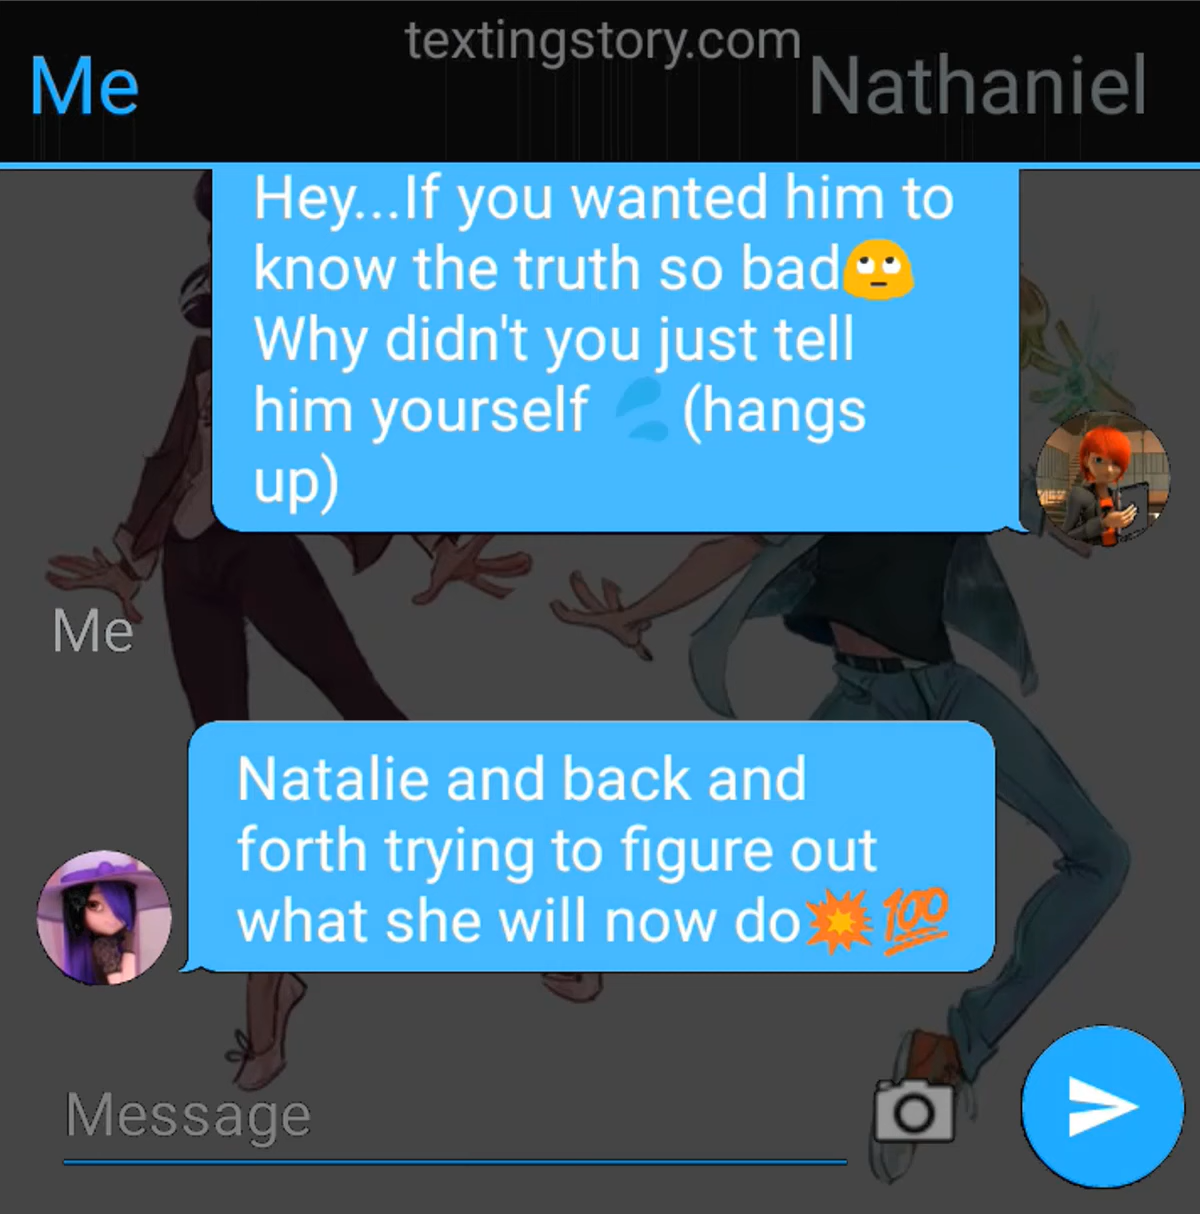 textingstory.com
Me
Nathaniel
Hey...If you wanted him to
know the truth so bad🙄
Why didn't you just tell
him yourself 💦 (hangs
up)
Me
Natalie and back and
forth trying to figure out
what she will now do💥💯
Message